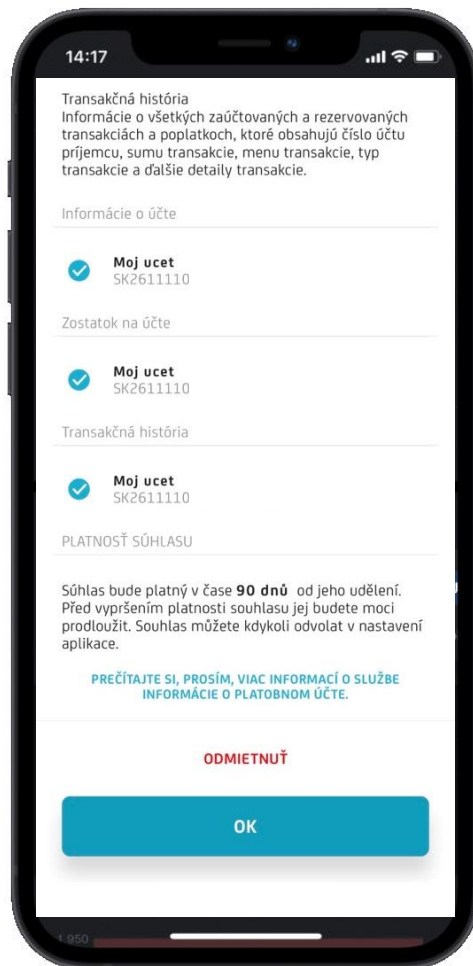 14:17
Transakčná história
Informácie o všetkých zaúčtovaných a rezervovaných
transakciách a poplatkoch, ktoré obsahujú číslo účtu
príjemcu, sumu transakcie, menu transakcie, typ
transakcie a ďalšie detaily transakcie.
Informácie o účte
Moj ucet
SK2611110
Zostatok na účte
Moj ucet
SK2611110
Transakčná história
Moj ucet
SK2611110
PLATNOSŤ SÚHLASU
Súhlas bude platný v čase 90 dnů od jeho udělení.
Před vypršením platnosti souhlasu jej budete moci
prodloužit. Souhlas můžete kdykoli odvolat v nastavení
aplikace.
PREČÍTAJTE SI, PROSÍM, VIAC INFORMACÍ O SLUŽBE
INFORMÁCIE O PLATOBNOM ÚČTE.
ODMIETNUŤ
OK
1 950